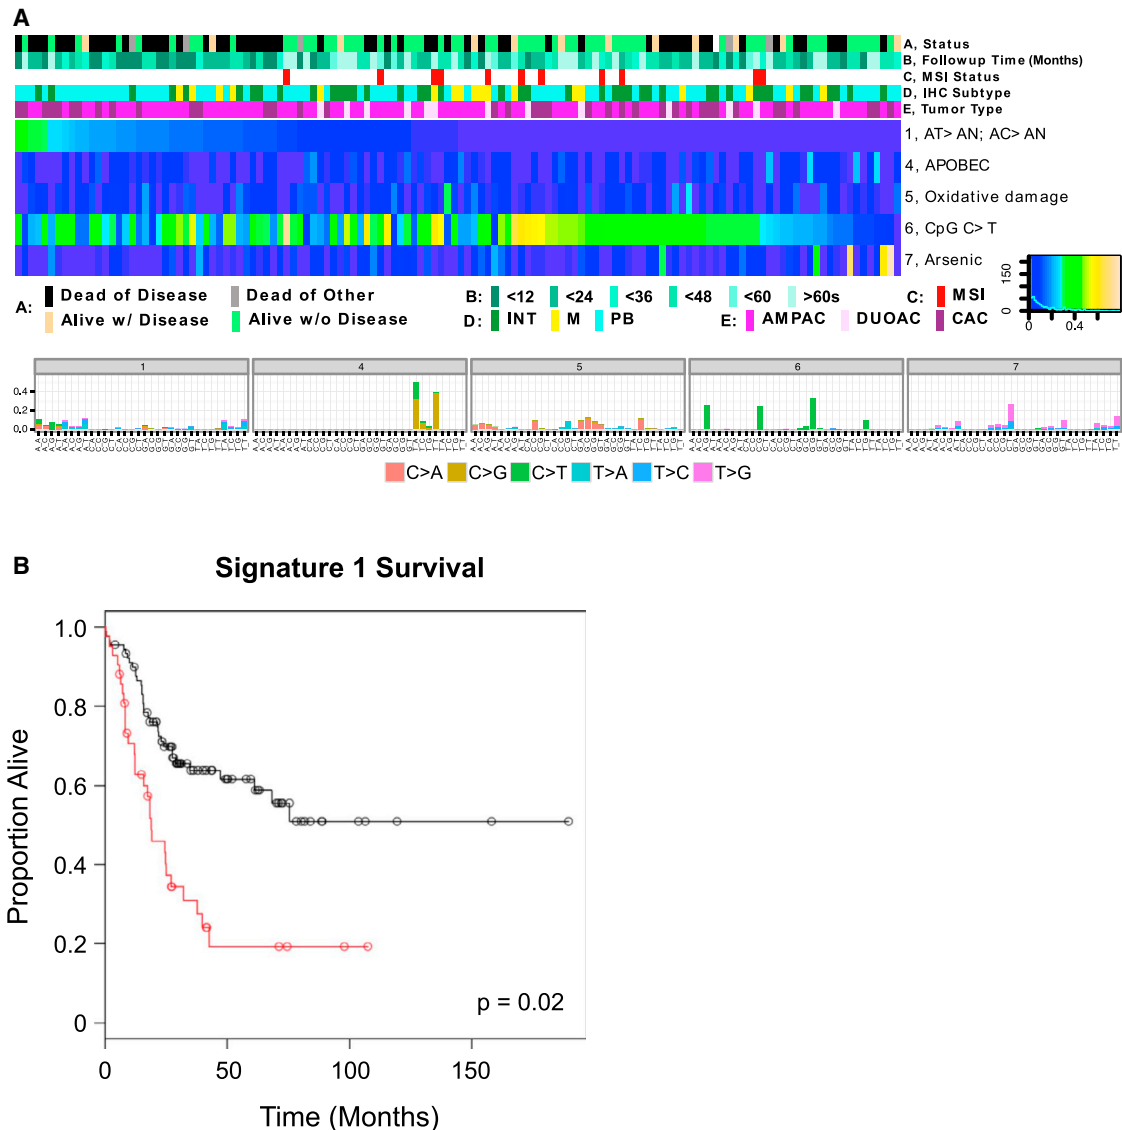 A
A, Status
B, Followup Time (Months)
C, MSI Status
D, IHC Subtype
E, Tumor Type
1, AT> AN; AC> AN
4, APOBEC
5, Oxidative damage
6, CpG C> T
7, Arsenic
A: Dead of Disease Dead of Other B: <12 <24 <36 <48 <60 >60s C: MSI
Alive w/ Disease Alive w/o Disease D: INT M PB E: AMPAC DUOAC CAC
150
0
0 0.4
1 4 5 6 7
0.4
0.2
0.0
C>A C>G C>T T>A T>C T>G
B
Signature 1 Survival
Proportion Alive
1.0
0.8
0.6
0.4
0.2
0
p = 0.02
0 50 100 150
Time (Months)